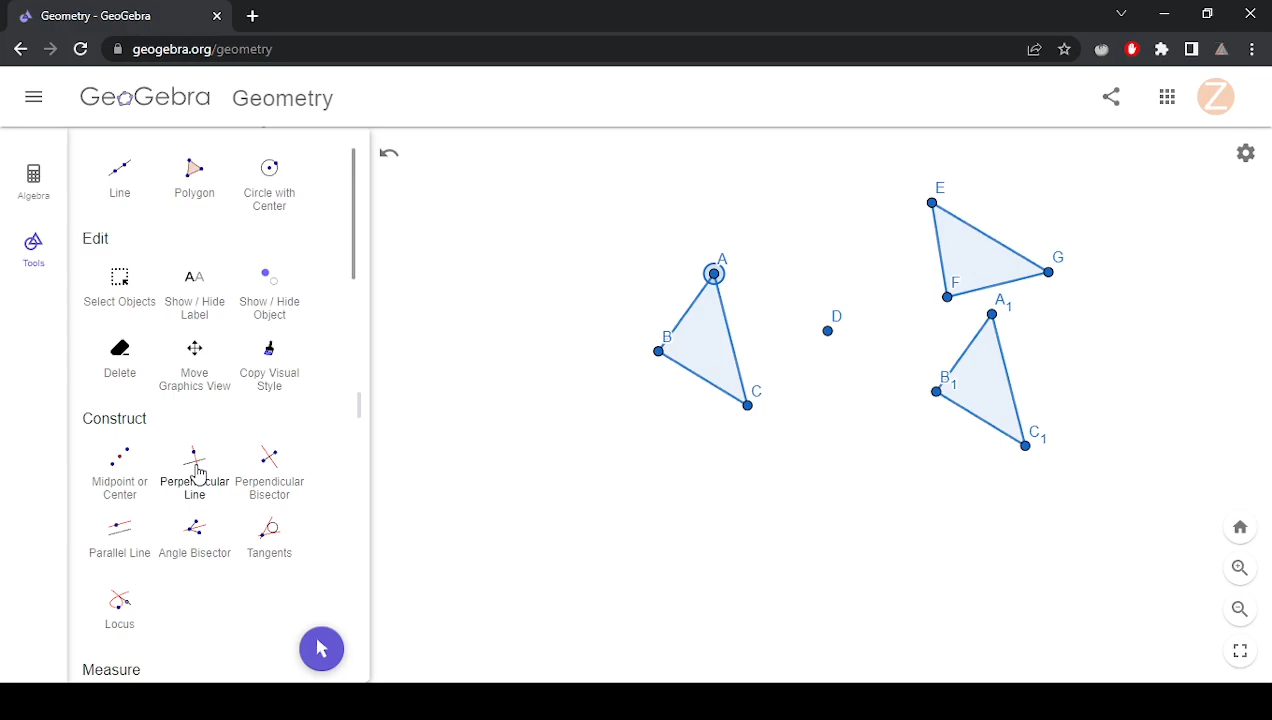 Geometry - GeoGebra
geogebra.org/geometry
GeoGebra Geometry
Z
Algebra
Tools
Line
Polygon
Circle with
Center
Edit
Select Objects
AA
Show / Hide
Label
Show / Hide
Object
Delete
Move
Graphics View
Copy Visual
Style
Construct
Midpoint or
Center
Perpendicular
Line
Perpendicular
Bisector
Parallel Line
Angle Bisector
Tangents
Locus
Measure
E
G
F
A
B
C
D
A1
B1
C1